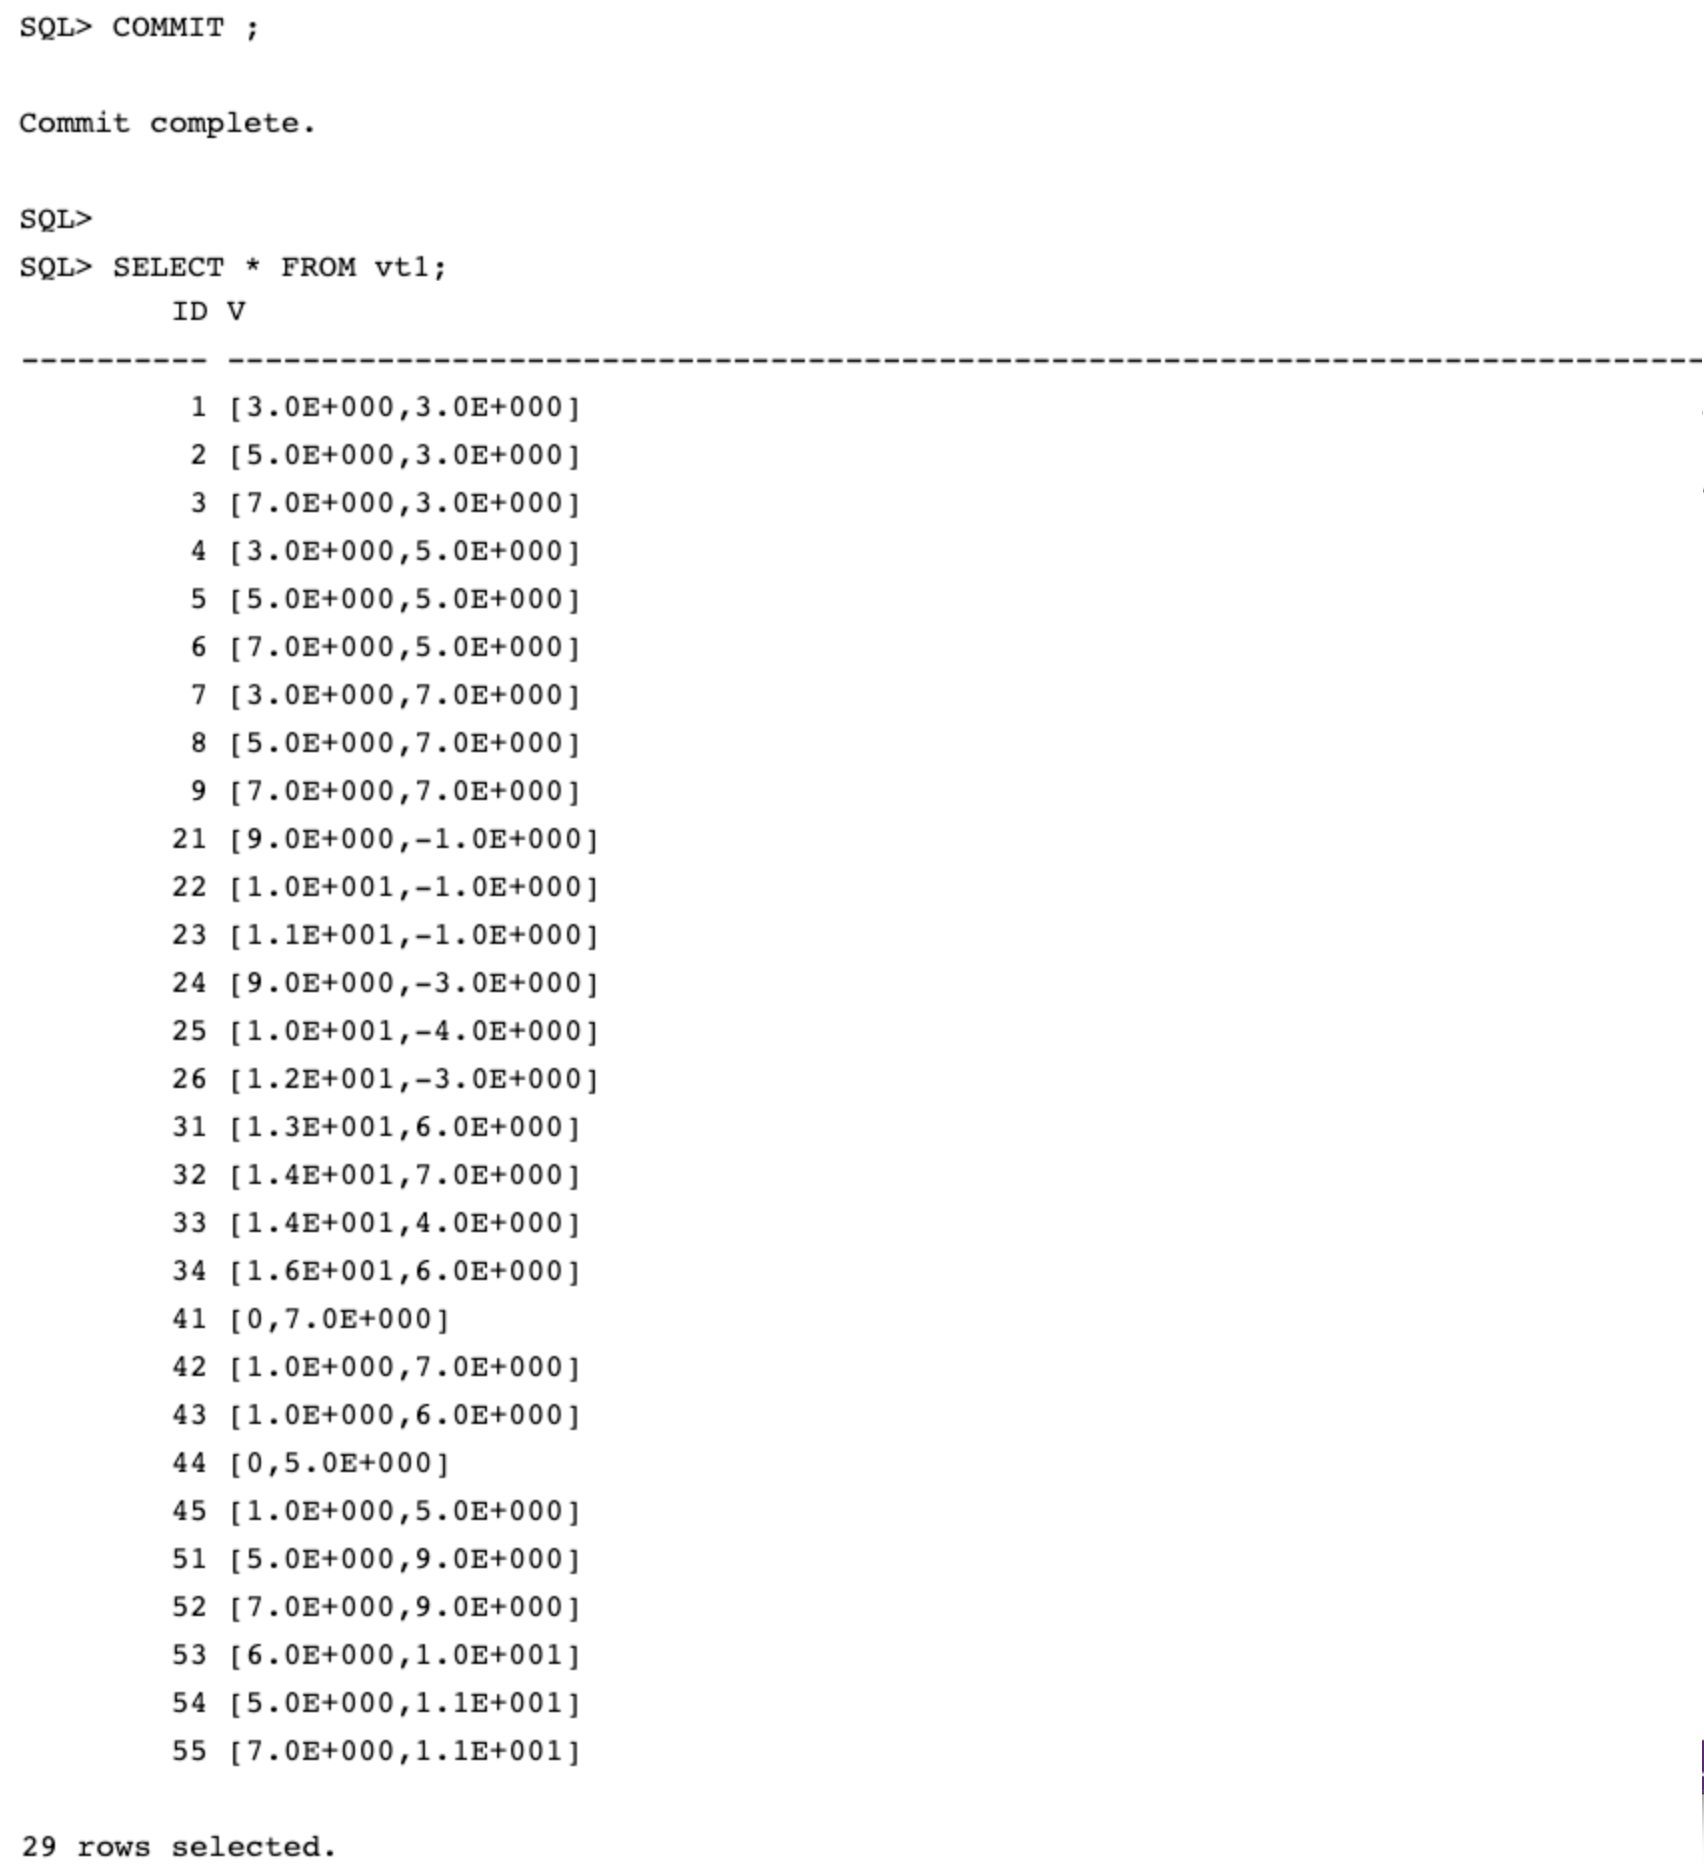 SQL> COMMIT ;
Commit complete.
SQL>
SQL> SELECT * FROM vt1;
        ID V
---------- -------------------------------------------------------------------------------
         1 [3.0E+000,3.0E+000]
         2 [5.0E+000,3.0E+000]
         3 [7.0E+000,3.0E+000]
         4 [3.0E+000,5.0E+000]
         5 [5.0E+000,5.0E+000]
         6 [7.0E+000,5.0E+000]
         7 [3.0E+000,7.0E+000]
         8 [5.0E+000,7.0E+000]
         9 [7.0E+000,7.0E+000]
        21 [9.0E+000,-1.0E+000]
        22 [1.0E+001,-1.0E+000]
        23 [1.1E+001,-1.0E+000]
        24 [9.0E+000,-3.0E+000]
        25 [1.0E+001,-4.0E+000]
        26 [1.2E+001,-3.0E+000]
        31 [1.3E+001,6.0E+000]
        32 [1.4E+001,7.0E+000]
        33 [1.4E+001,4.0E+000]
        34 [1.6E+001,6.0E+000]
        41 [0,7.0E+000]
        42 [1.0E+000,7.0E+000]
        43 [1.0E+000,6.0E+000]
        44 [0,5.0E+000]
        45 [1.0E+000,5.0E+000]
        51 [5.0E+000,9.0E+000]
        52 [7.0E+000,9.0E+000]
        53 [6.0E+000,1.0E+001]
        54 [5.0E+000,1.1E+001]
        55 [7.0E+000,1.1E+001]
29 rows selected.